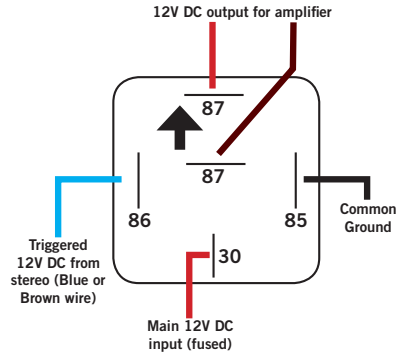 12V DC output for amplifier
87
87
86
85
Common
Ground
Triggered
12V DC from
stereo (Blue or
Brown wire)
30
Main 12V DC
input (fused)